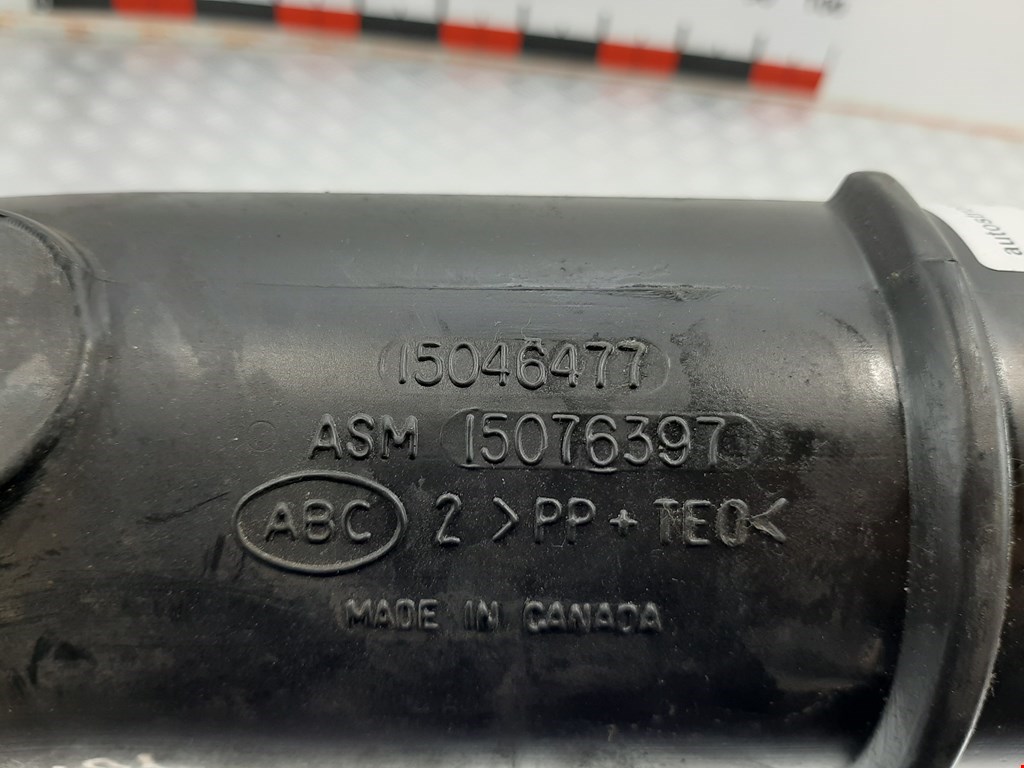 15046477
ASM 15076397
ABC 2 >PP + TEO<
MADE IN CANADA